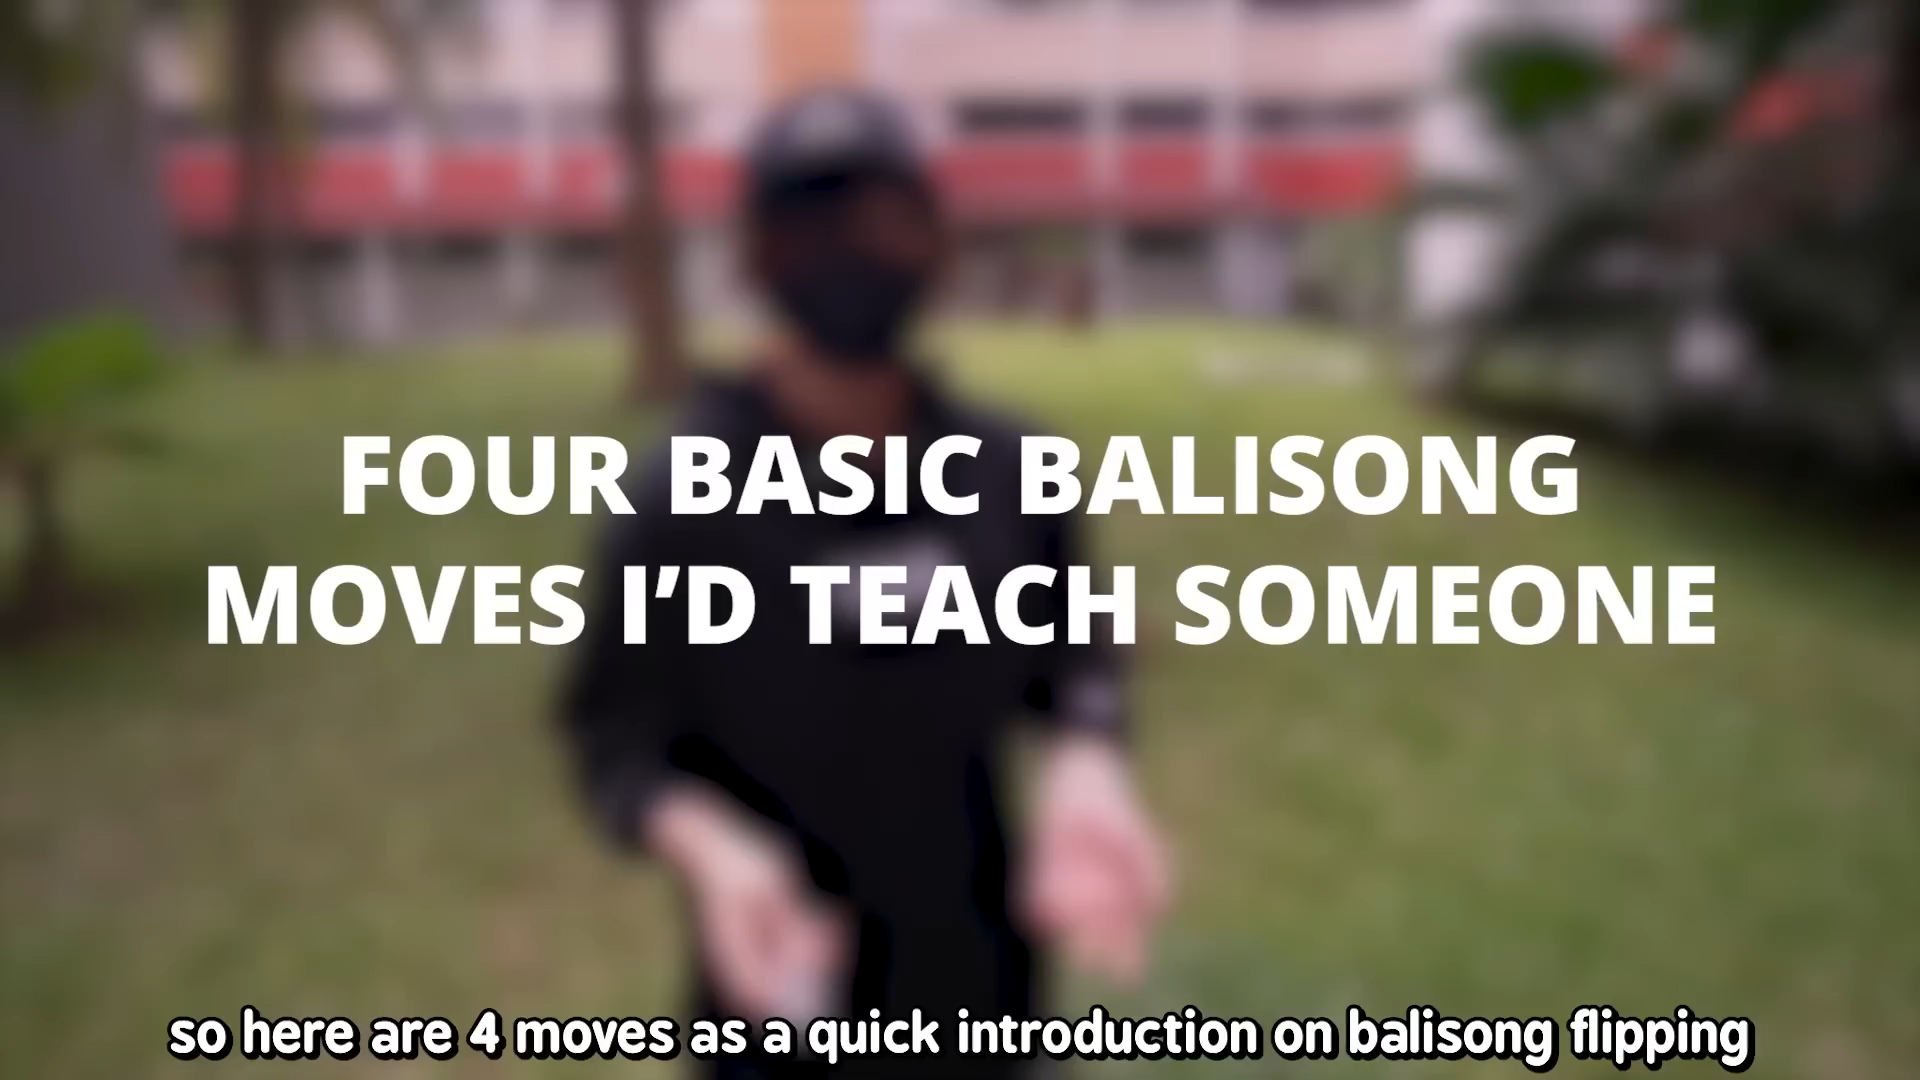 FOUR BASIC BALISONG
MOVES I’D TEACH SOMEONE
so here are 4 moves as a quick introduction on balisong flipping